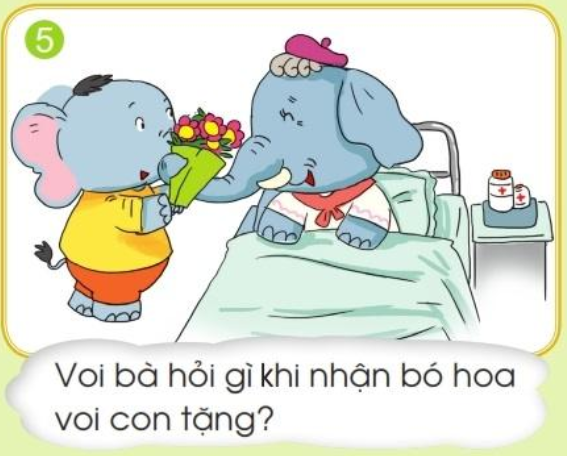 5
Voi bà hỏi gì khi nhận bó hoa
voi con tặng?